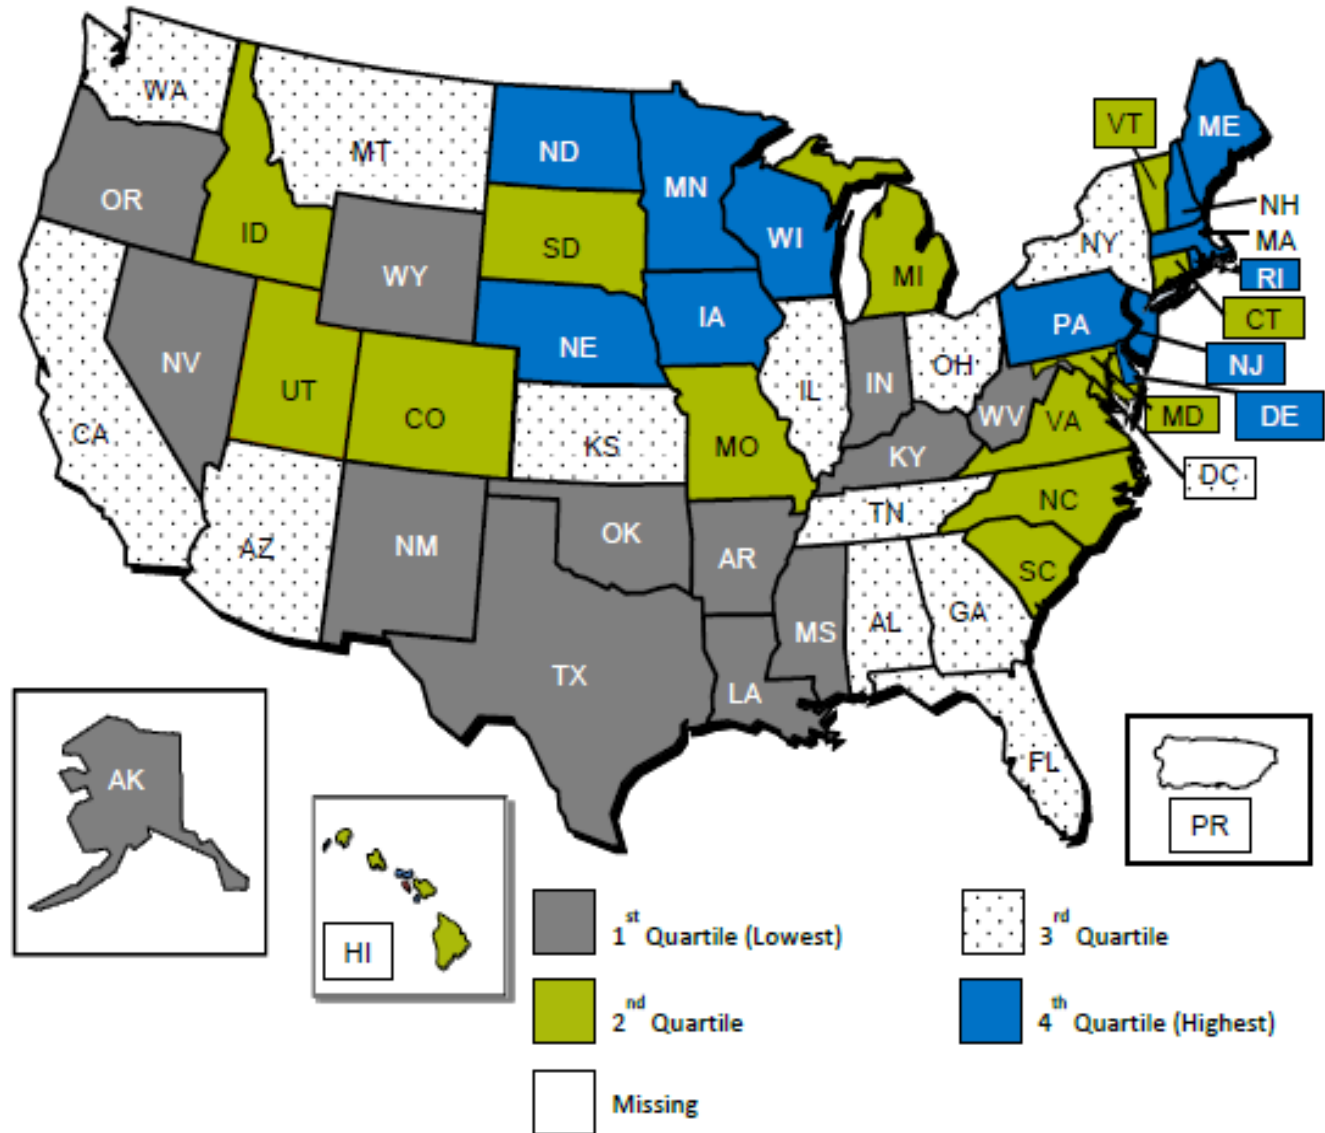 WA
MT
ND
MN
VT
ME
OR
ID
SD
WI
MI
NY
NH
MA
WY
RI
NE
IA
PA
CT
NV
UT
CO
IL
IN
OH
NJ
CA
KS
MO
KY
WV
VA
MD
DE
DC
AZ
NM
OK
AR
TN
NC
SC
TX
LA
MS
AL
GA
FL
AK
HI
PR
1st Quartile (Lowest)
3rd Quartile
2nd Quartile
4th Quartile (Highest)
Missing